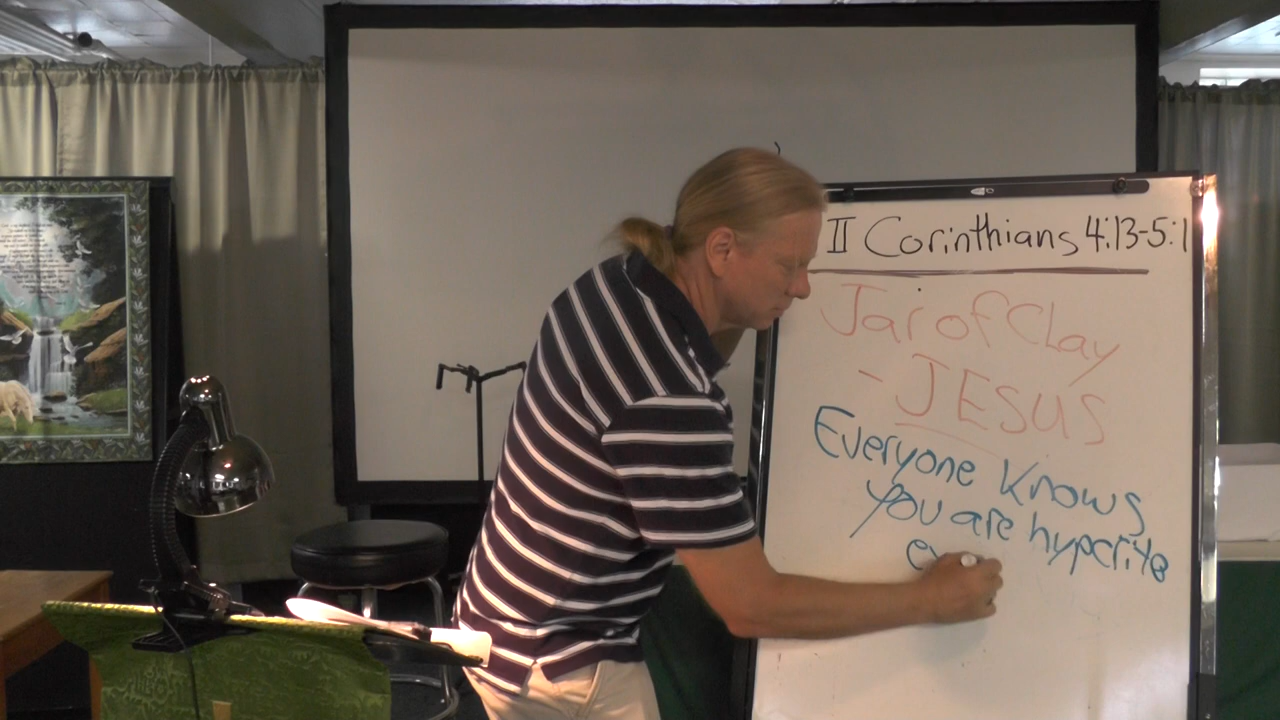 II Corinthians 4:13-5:1
Jar of Clay
- JESUS
Everyone Knows
you are hypcrite